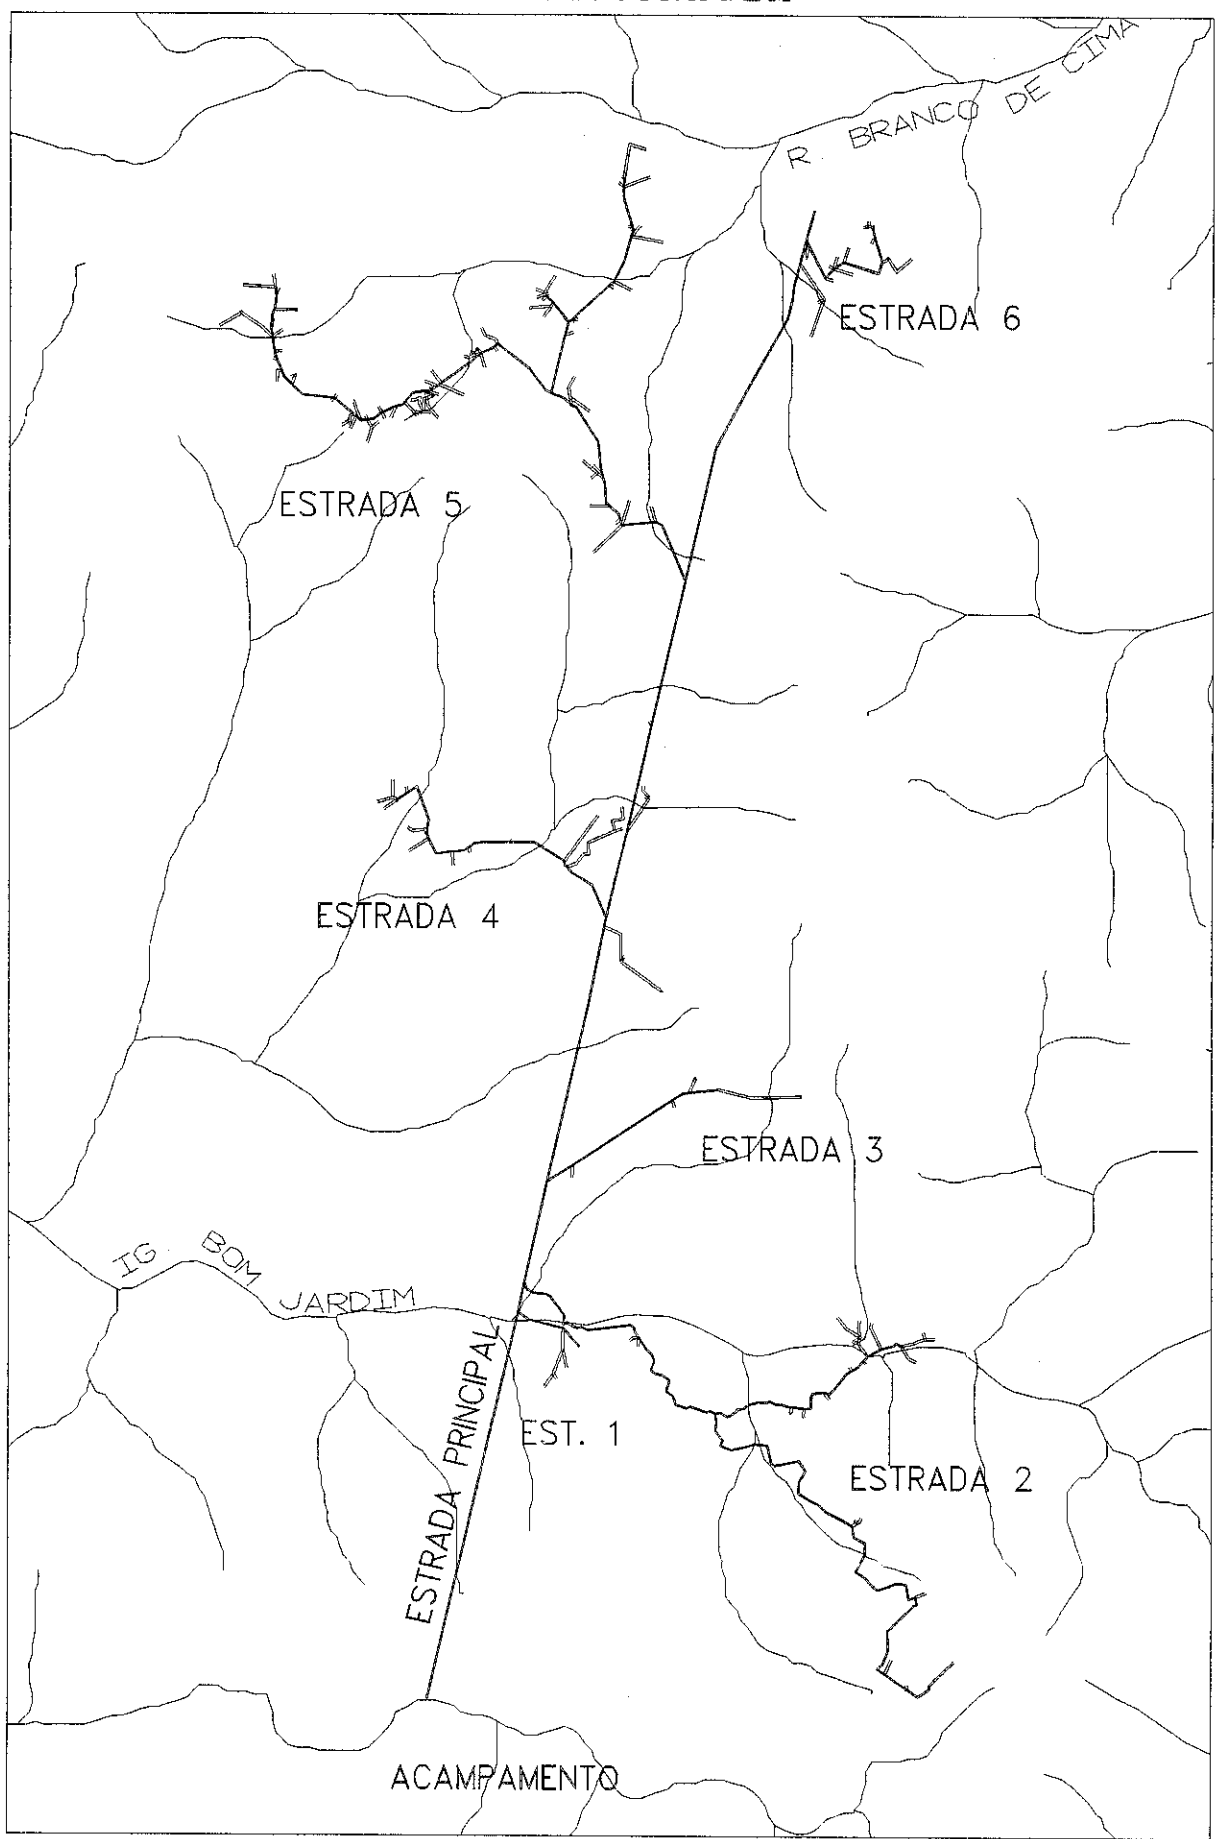 R BRANCO DE CIMA
ESTRADA 6
ESTRADA 5
ESTRADA 4
ESTRADA 3
IG BOM JARDIM
ESTRADA PRINCIPAL
EST. 1
ESTRADA 2
ACAMPAMENTO